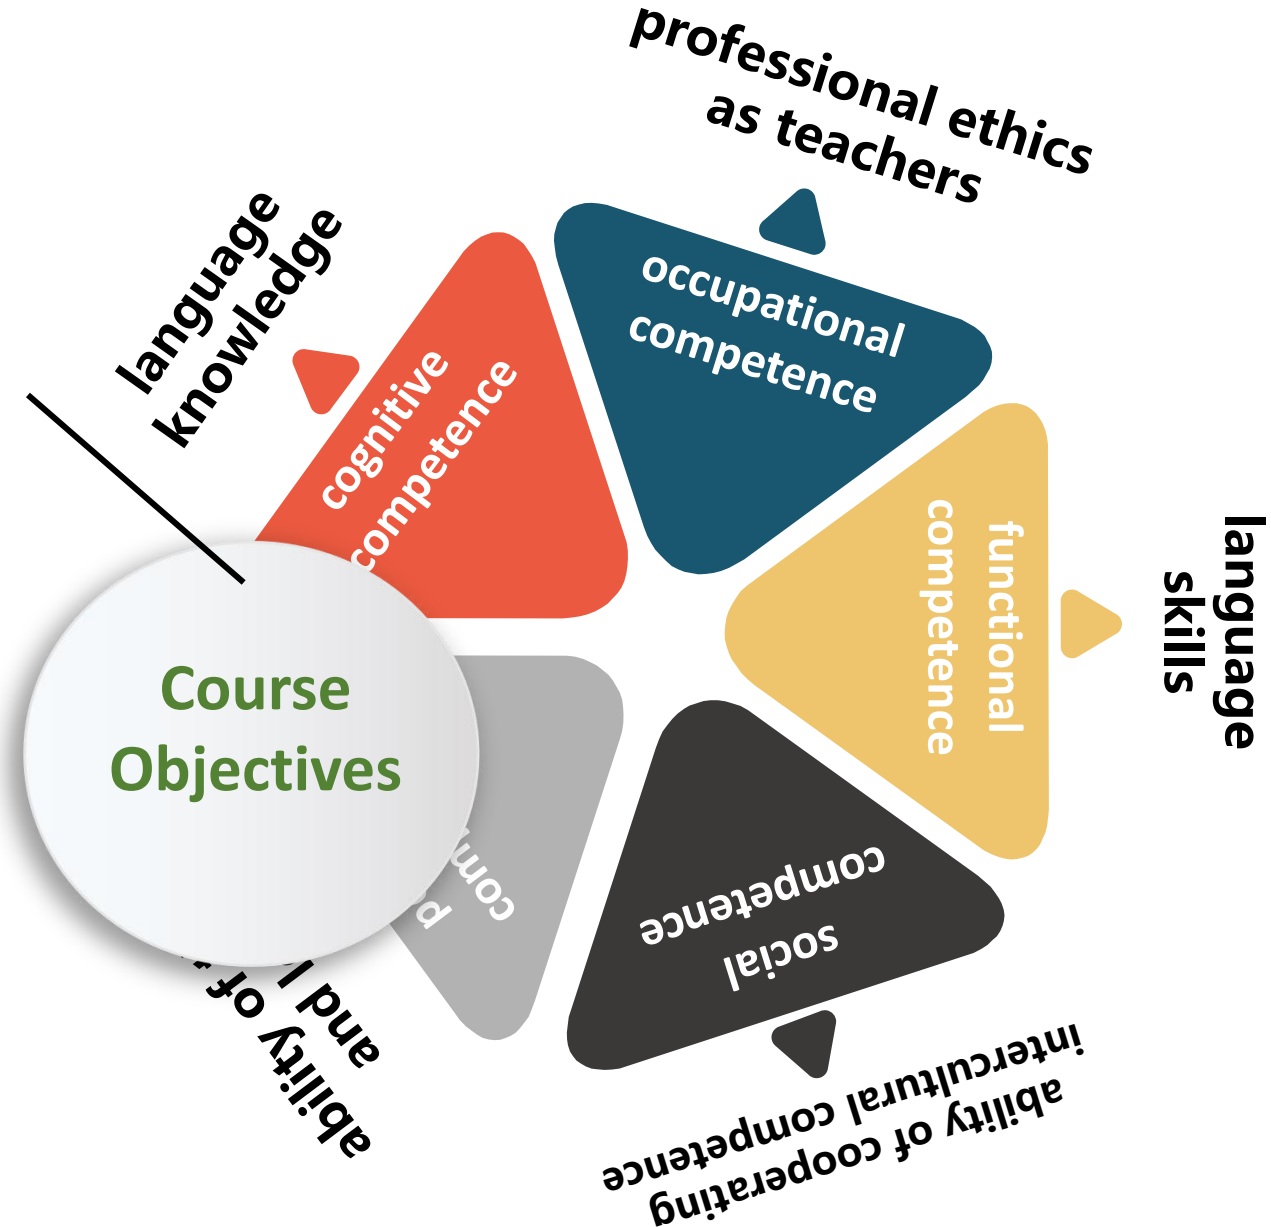 professional ethics
as teachers
occupational
competence
language
knowledge
cognitive
competence
functional
competence
language
skills
social
competence
ability of cooperating
intercultural competence
Course
Objectives
ability of
and